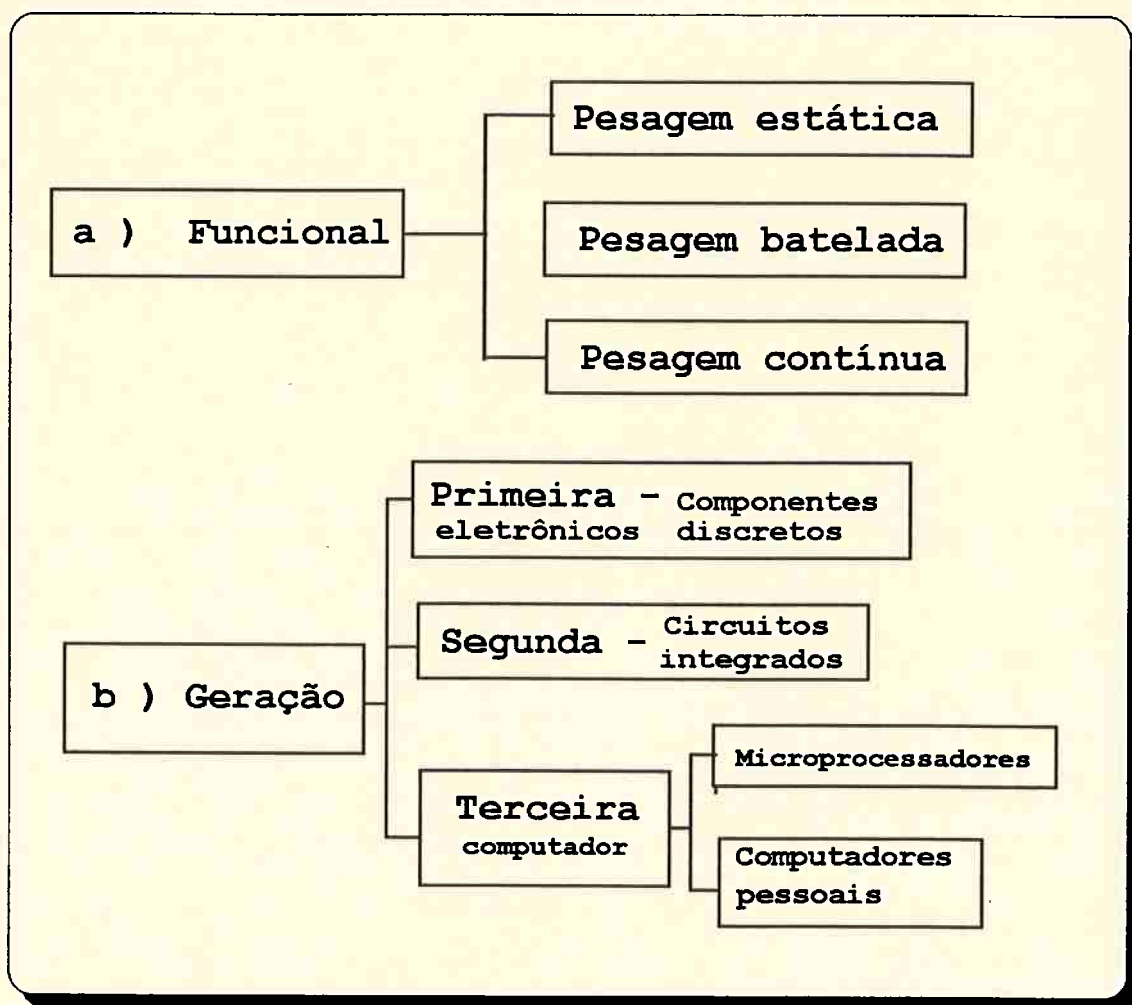 Pesagem estática
a ) Funcional
Pesagem batelada
Pesagem contínua
Primeira - Componentes
eletrônicos discretos
Segunda - Circuitos
integrados
b ) Geração
Terceira
computador
Microprocessadores
Computadores
pessoais